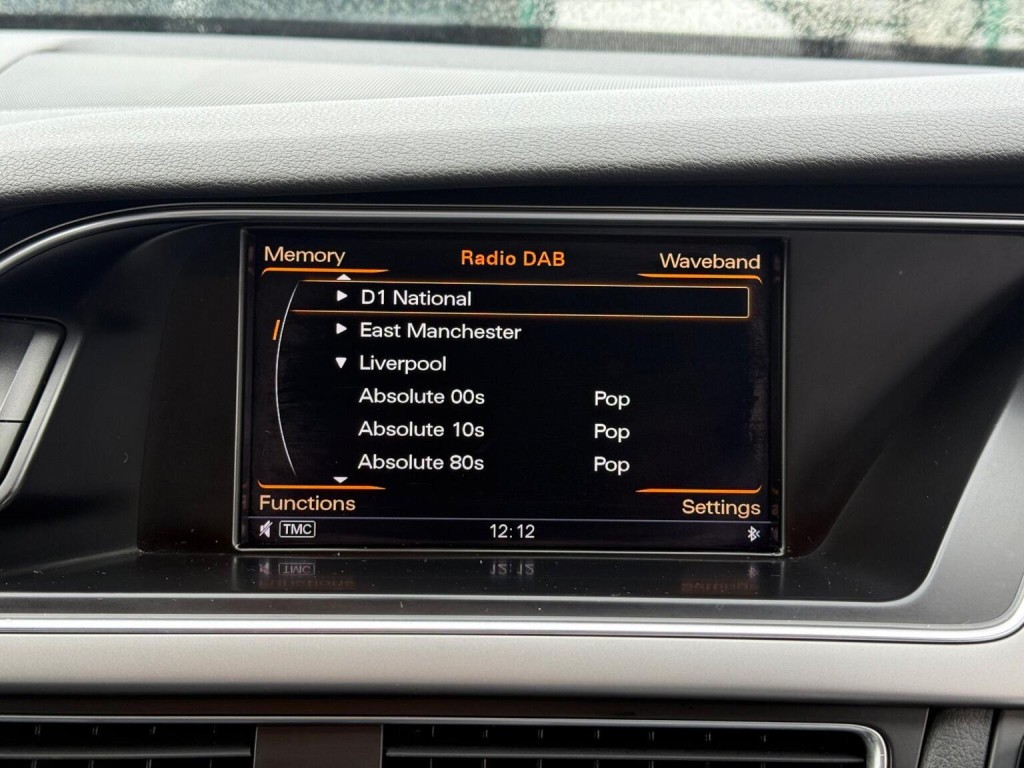 Memory Radio DAB Waveband
D1 National
East Manchester
Liverpool
Absolute 00s Pop
Absolute 10s Pop
Absolute 80s Pop
Functions Settings
TMC 12:12